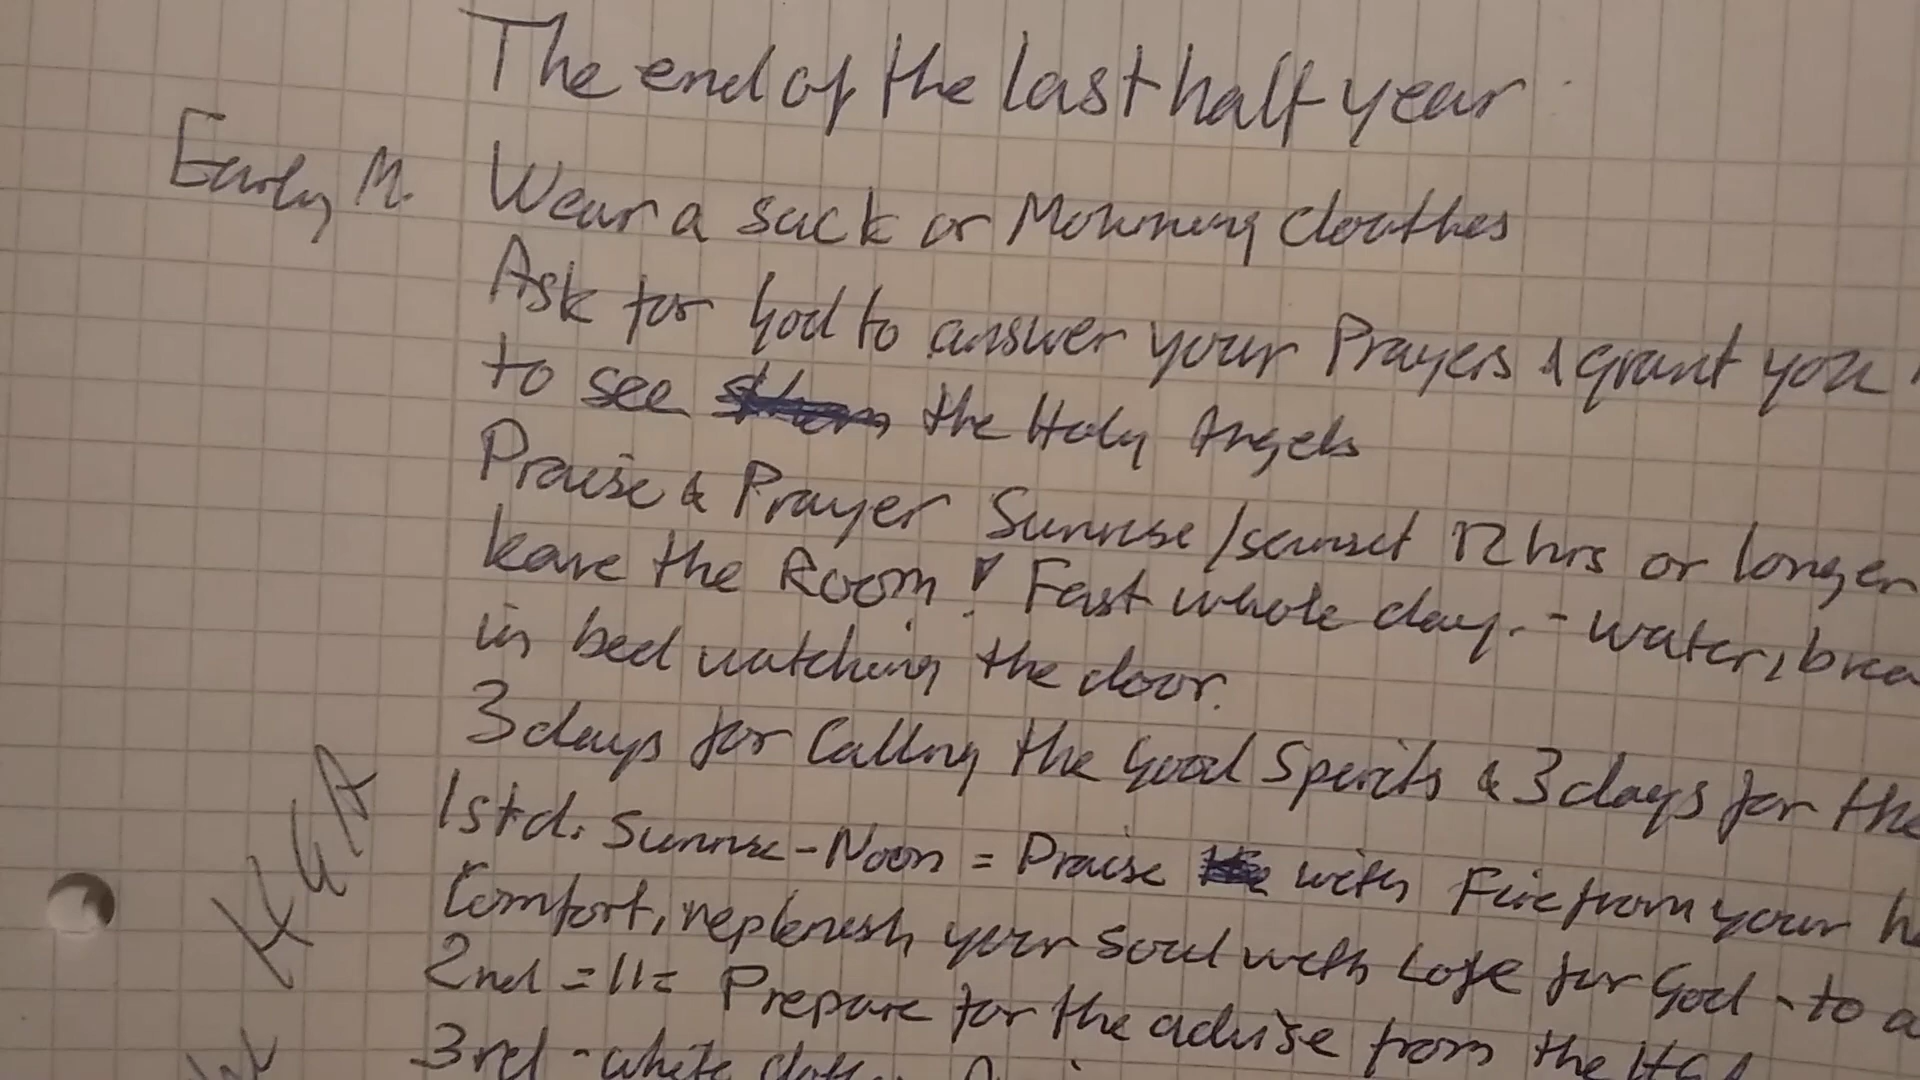 The end of the last half year
Early M. Wear a sack or Mourning cloathes
Ask for God to answer your Prayers & grant you
to see the Holy Angels
Praise & Prayer Sunrise/sunset 12 hrs or longer
leave the Room! Fast whole day. - water, brea
in bed watching the door.
3 days for Calling the Good Spirits & 3 days for the
1st d. Sunrise - Noon = Praise with Fire from your he
Comfort, replenish your soul with Love for God - to a
2nd = 11 = Prepare for the advise from the HGA
3rd - white
HGA